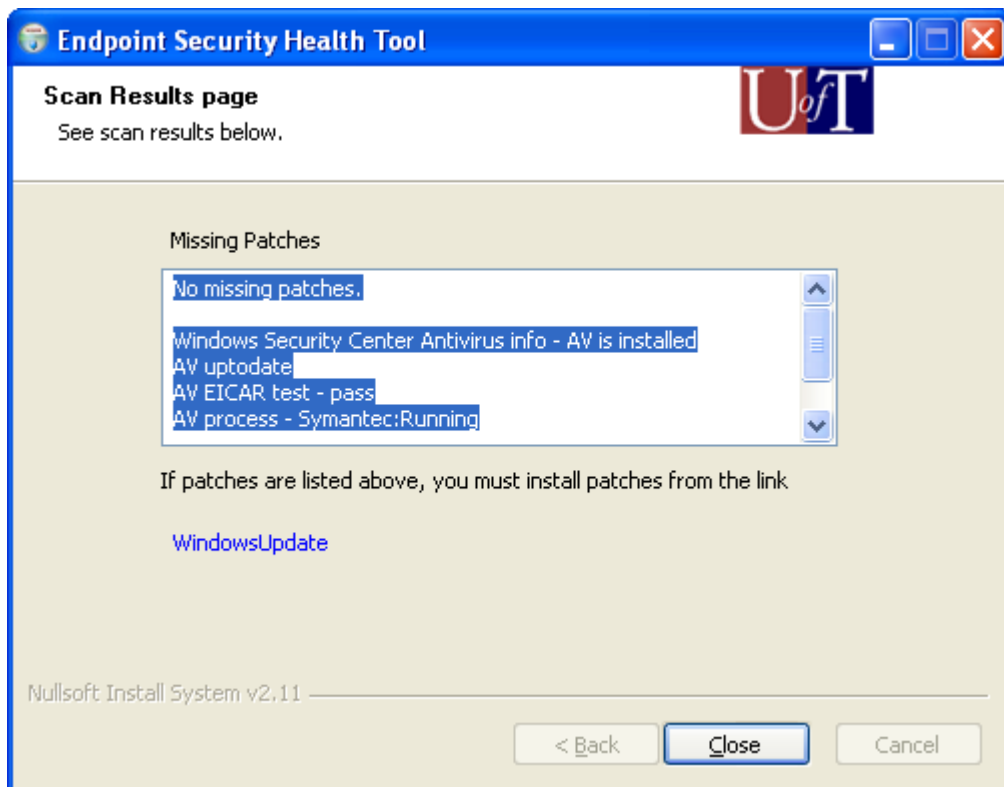 Endpoint Security Health Tool
Scan Results page
See scan results below.
UofT
Missing Patches
No missing patches.
Windows Security Center Antivirus info - AV is installed
AV uptodate
AV EICAR test - pass
AV process - Symantec:Running
If patches are listed above, you must install patches from the link
WindowsUpdate
Nullsoft Install System v2.11
< Back
Close
Cancel